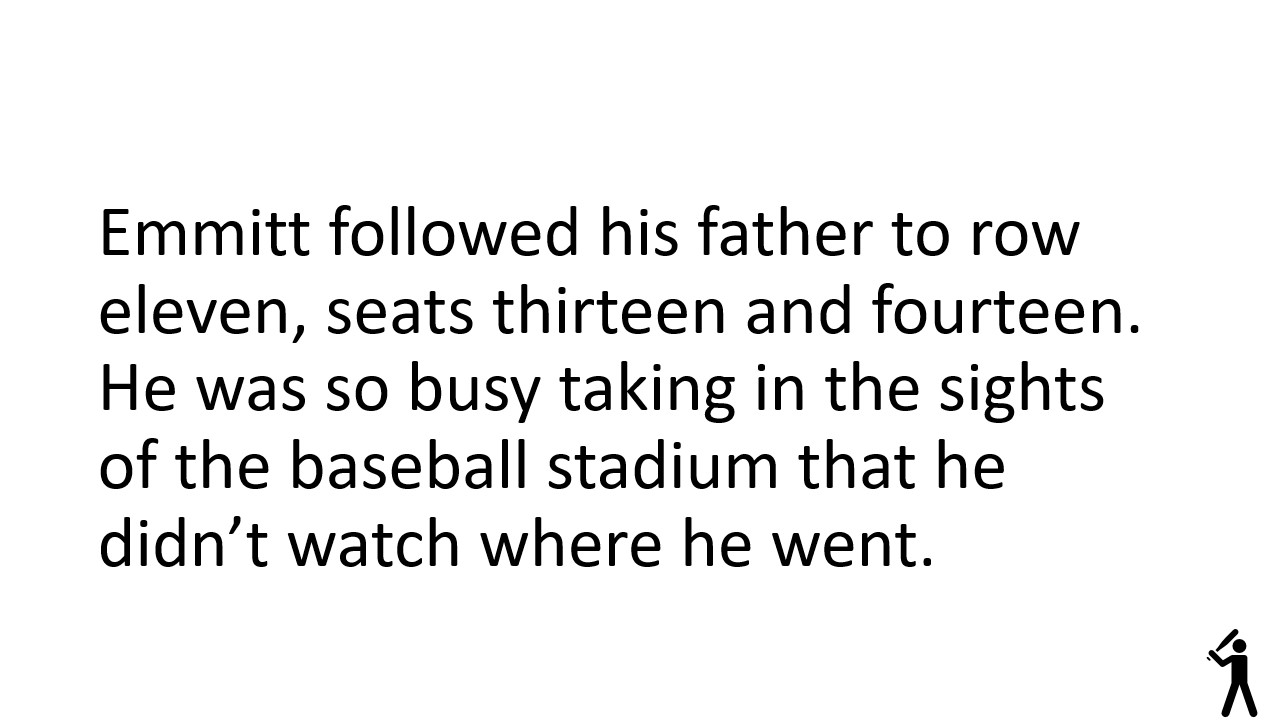 Emmitt followed his father to row
eleven, seats thirteen and fourteen.
He was so busy taking in the sights
of the baseball stadium that he
didn’t watch where he went.